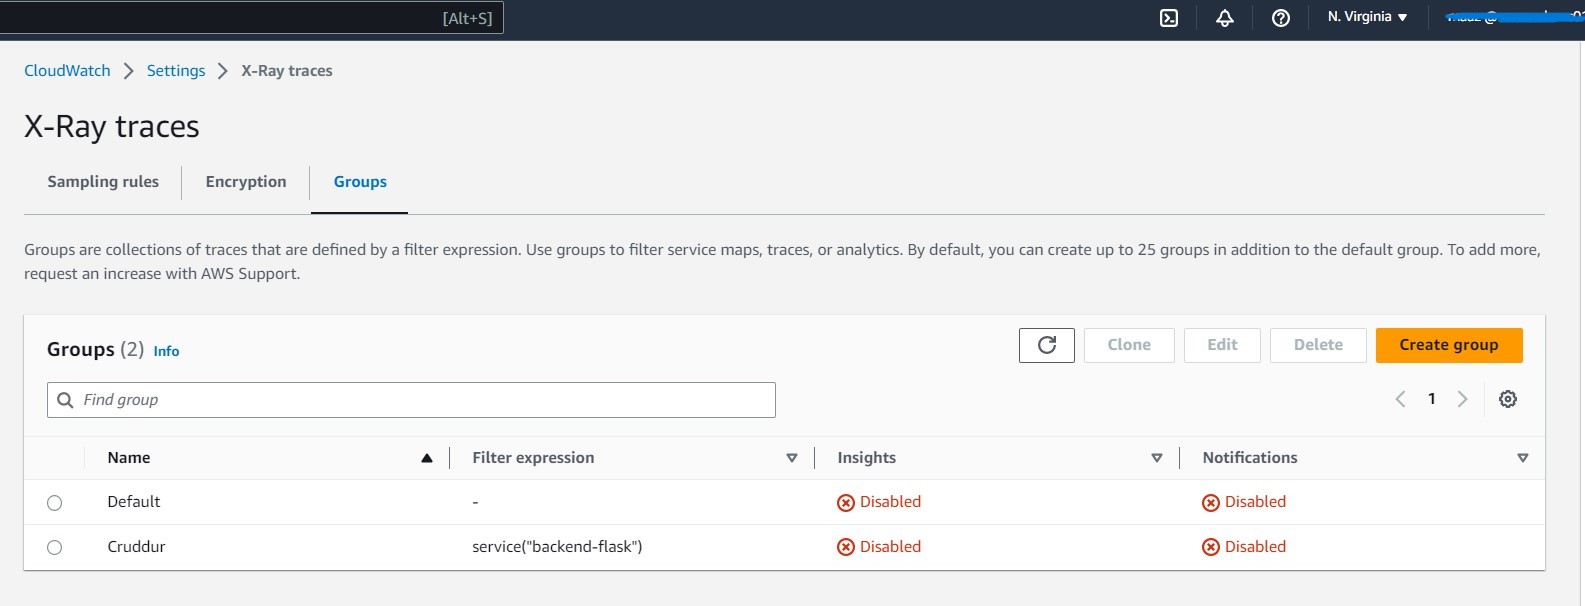 [Alt+S]
N. Virginia
CloudWatch Settings X-Ray traces
X-Ray traces
Sampling rules Encryption Groups
Groups are collections of traces that are defined by a filter expression. Use groups to filter service maps, traces, or analytics. By default, you can create up to 25 groups in addition to the default group. To add more,
request an increase with AWS Support.
Groups (2) Info
Clone Edit Delete Create group
Find group
1
Name Filter expression Insights Notifications
Default - Disabled Disabled
Cruddur service("backend-flask") Disabled Disabled